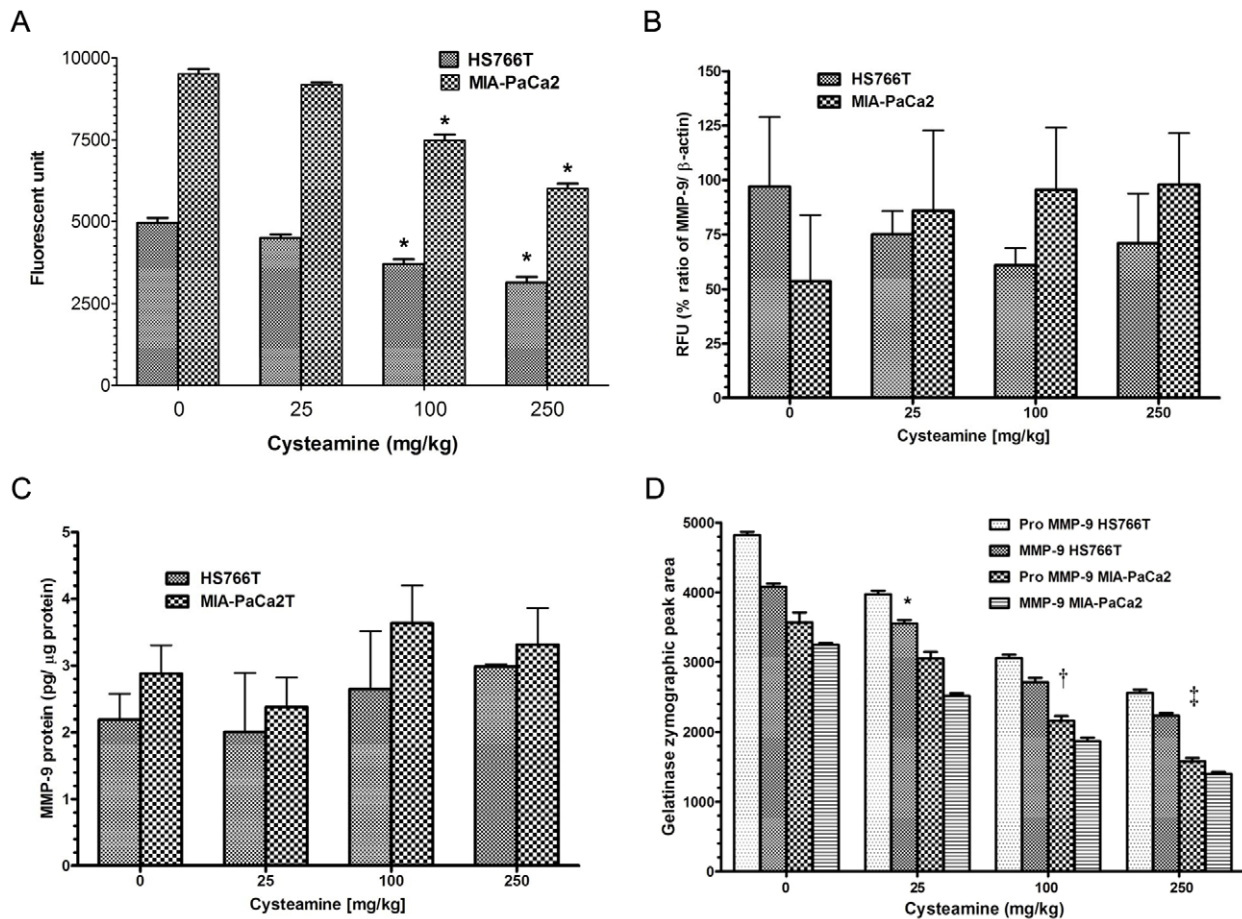 A
Fluorescent unit
10000
7500
5000
2500
0
HS766T
MIA-PaCa2
*
*
*
*
0 25 100 250
Cysteamine (mg/kg)
B
RFU (% ratio of MMP-9/ β-actin)
150
125
100
75
50
25
0
HS766T
MIA-PaCa2
0 25 100 250
Cysteamine [mg/kg]
C
MMP-9 protein (pg/ µg protein)
5
4
3
2
1
0
HS766T
MIA-PaCa2T
0 25 100 250
Cysteamine [mg/kg]
D
Gelatinase zymographic peak area
5000
4000
3000
2000
1000
0
Pro MMP-9 HS766T
MMP-9 HS766T
Pro MMP-9 MIA-PaCa2
MMP-9 MIA-PaCa2
*
†
‡
0 25 100 250
Cysteamine (mg/kg)